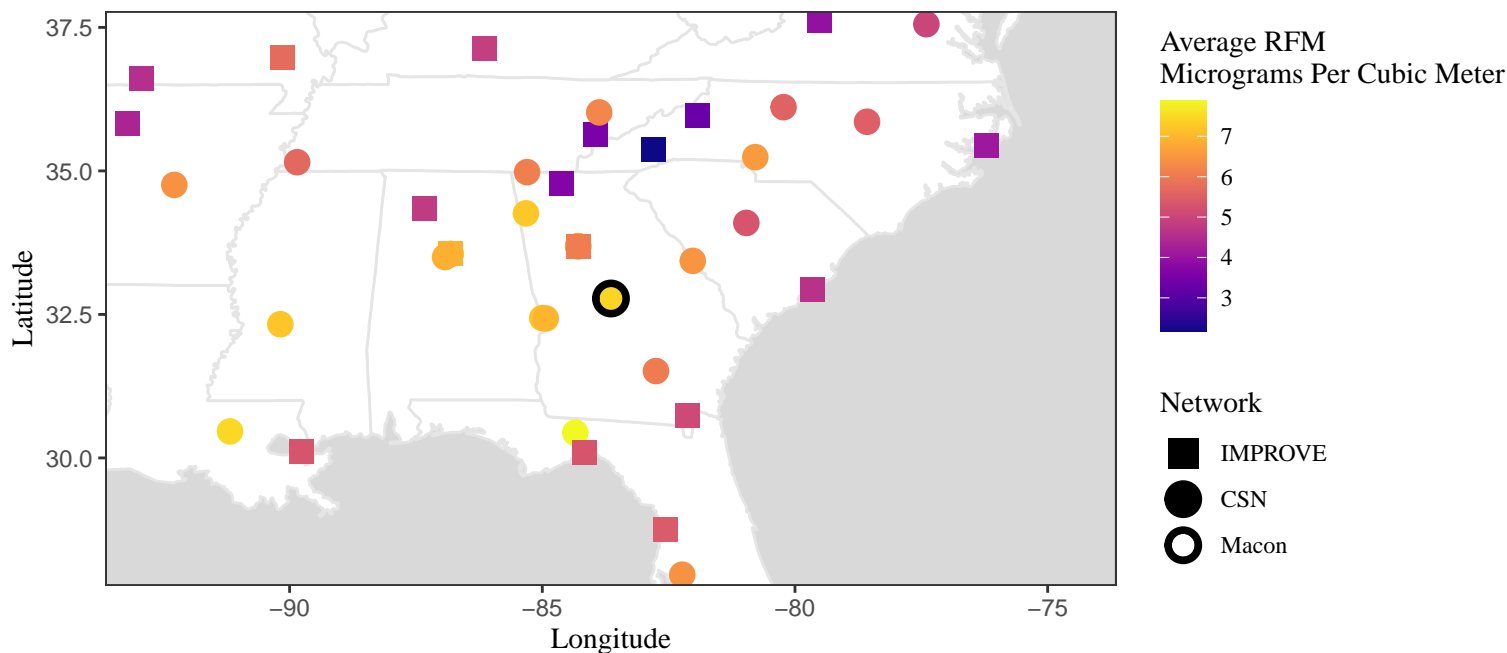 Latitude
37.5
35.0
32.5
30.0
−90
−85
−80
−75
Longitude
Average RFM
Micrograms Per Cubic Meter
7
6
5
4
3
Network
IMPROVE
CSN
Macon